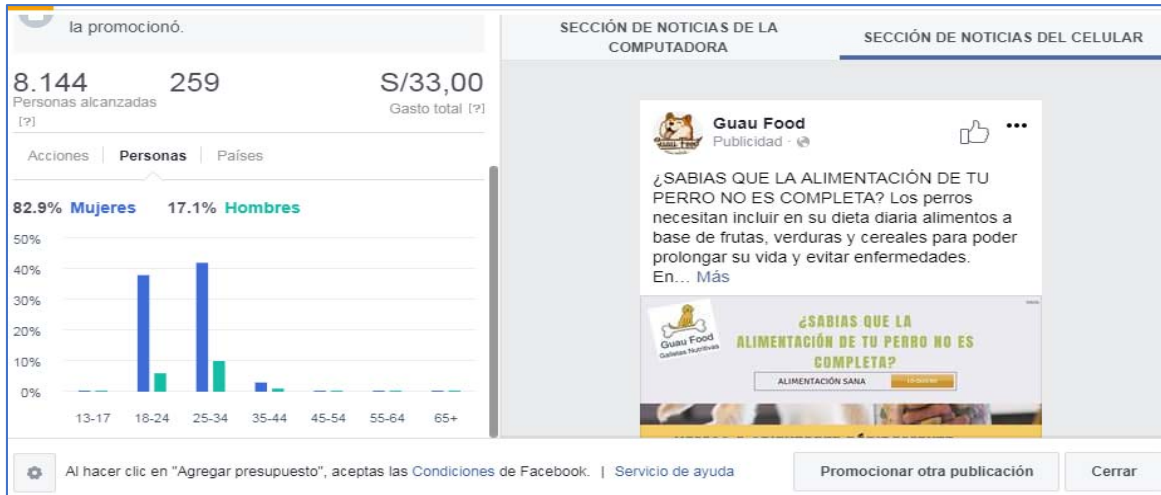 la promocionó.
8.144
259
S/33,00
Personas alcanzadas
[?]
Gasto total [?]
Acciones
Personas
Países
82.9% Mujeres
17.1% Hombres
50%
40%
30%
20%
10%
0%
13-17
18-24
25-34
35-44
45-54
55-64
65+
SECCIÓN DE NOTICIAS DE LA
COMPUTADORA
SECCIÓN DE NOTICIAS DEL CELULAR
Guau Food
Publicidad ·
¿SABIAS QUE LA ALIMENTACIÓN DE TU
PERRO NO ES COMPLETA? Los perros
necesitan incluir en su dieta diaria alimentos a
base de frutas, verduras y cereales para poder
prolongar su vida y evitar enfermedades.
En... Más
Guau Food
Galletas Nutritivas
¿SABIAS QUE LA
ALIMENTACIÓN DE TU PERRO NO ES
COMPLETA?
ALIMENTACIÓN SANA
Al hacer clic en "Agregar presupuesto", aceptas las Condiciones de Facebook. | Servicio de ayuda
Promocionar otra publicación
Cerrar